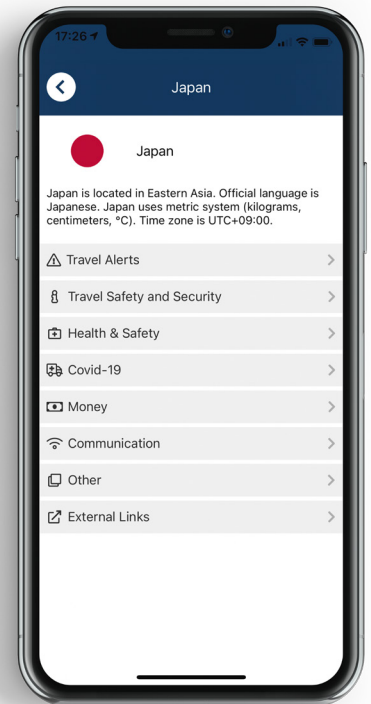 17:26
Japan
Japan
Japan is located in Eastern Asia. Official language is
Japanese. Japan uses metric system (kilograms,
centimeters, °C). Time zone is UTC+09:00.
Travel Alerts
Travel Safety and Security
Health & Safety
Covid-19
Money
Communication
Other
External Links